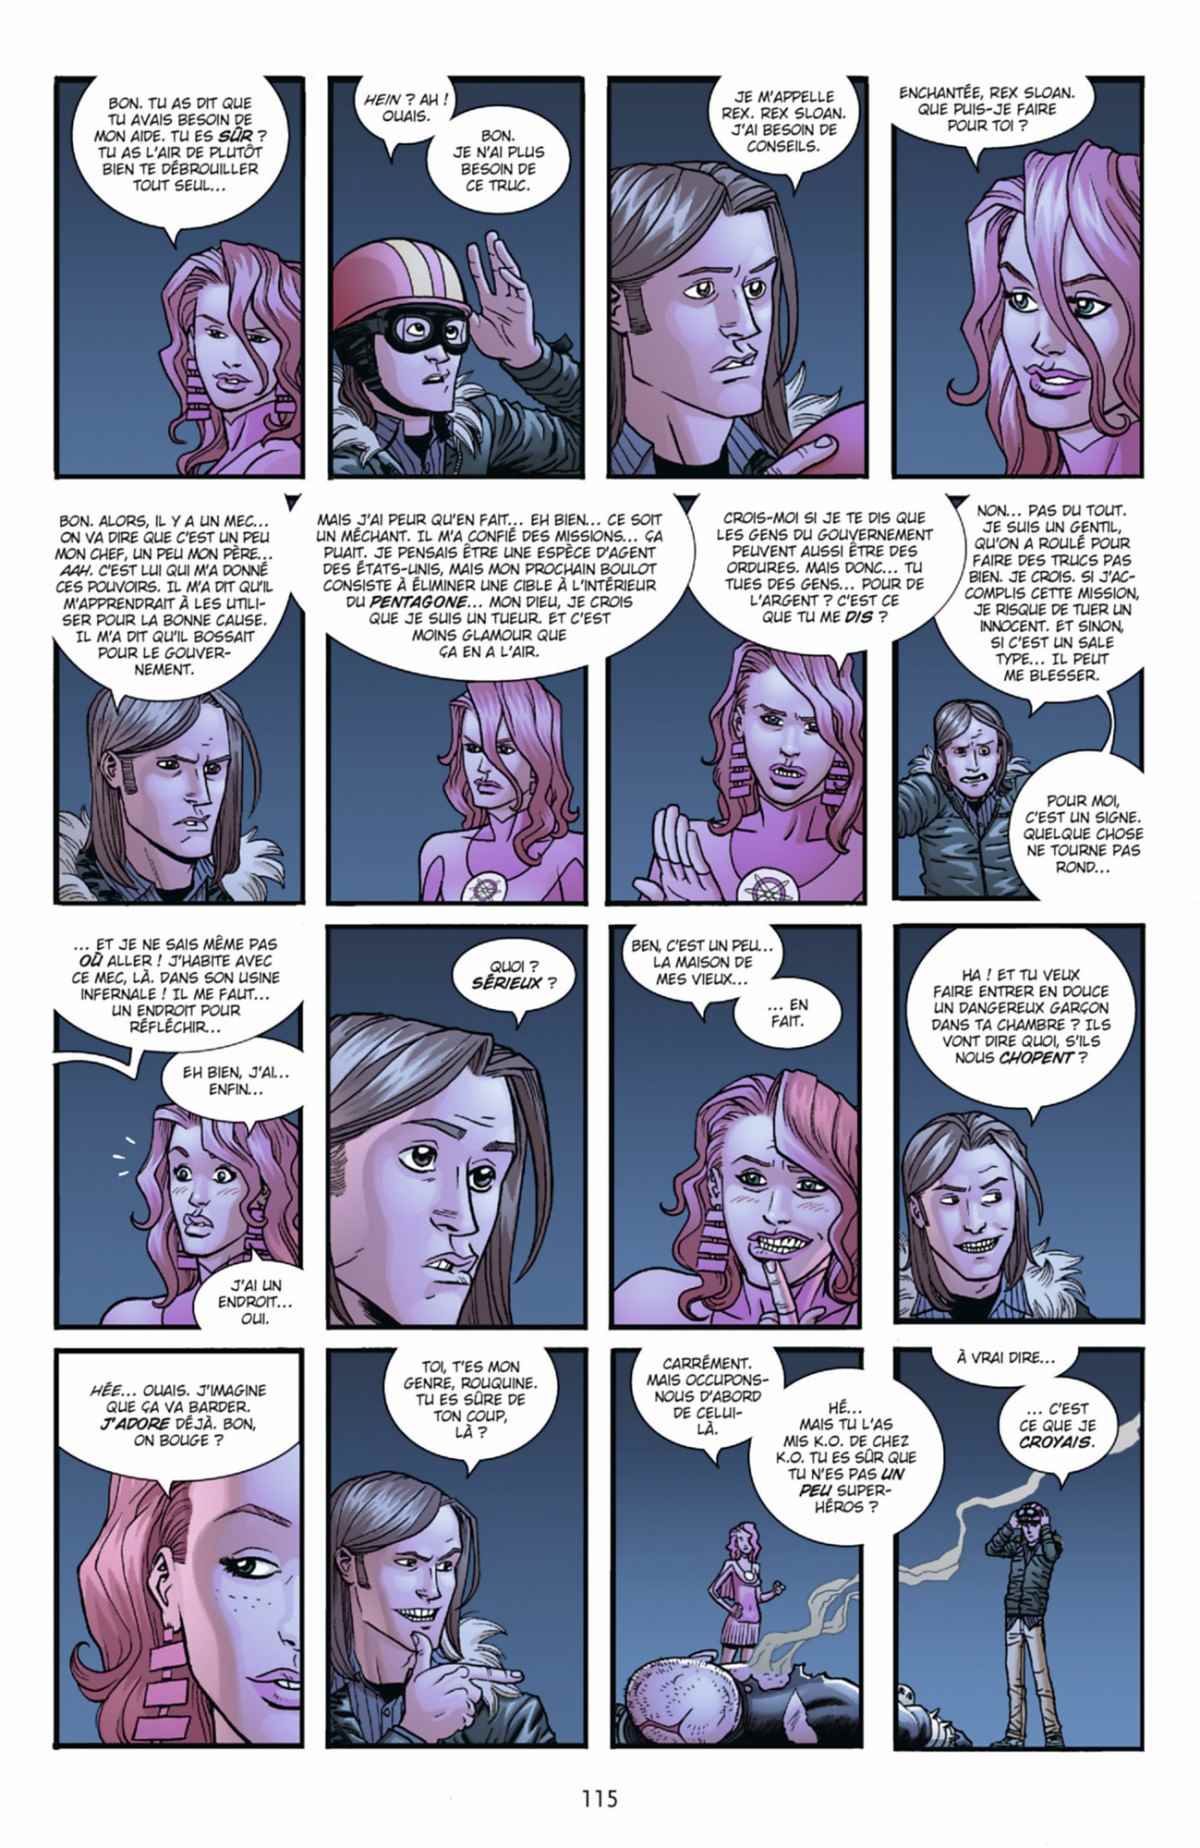 BON. TU AS DIT QUE
TU AVAIS BESOIN DE
MON AIDE. TU ES SÛR ?
TU AS L'AIR DE PLUTÔT
BIEN TE DÉBROUILLER
TOUT SEUL...
HEIN ? AH !
OUAIS.
BON.
JE N'AI PLUS
BESOIN DE
CE TRUC.
JE M'APPELLE
REX. REX SLOAN.
J'AI BESOIN DE
CONSEILS.
ENCHANTÉE, REX SLOAN.
QUE PUIS-JE FAIRE
POUR TOI ?
BON. ALORS, IL Y A UN MEC...
ON VA DIRE QUE C'EST UN PEU
MON CHEF, UN PEU MON PÈRE...
AAH. C'EST LUI QUI M'A DONNÉ
CES POUVOIRS. IL M'A DIT QU'IL
M'APPRENDRAIT À LES UTILI-
SER POUR LA BONNE CAUSE.
IL M'A DIT QU'IL BOSSAIT
POUR LE GOUVER-
NEMENT.
MAIS J'AI PEUR QU'EN FAIT... EH BIEN... CE SOIT
UN MÉCHANT. IL M'A CONFIÉ DES MISSIONS... ÇA
PUAIT. JE PENSAIS ÊTRE UNE ESPÈCE D'AGENT
DES ÉTATS-UNIS, MAIS MON PROCHAIN BOULOT
CONSISTE À ÉLIMINER UNE CIBLE À L'INTÉRIEUR
DU PENTAGONE... MON DIEU, JE CROIS
QUE JE SUIS UN TUEUR. ET C'EST
MOINS GLAMOUR QUE
ÇA EN A L'AIR.
CROIS-MOI SI JE TE DIS QUE
LES GENS DU GOUVERNEMENT
PEUVENT AUSSI ÊTRE DES
ORDURES. MAIS DONC... TU
TUES DES GENS... POUR DE
L'ARGENT ? C'EST CE
QUE TU ME DIS ?
NON... PAS DU TOUT.
JE SUIS UN GENTIL,
QU'ON A ROULÉ POUR
FAIRE DES TRUCS PAS
BIEN. JE CROIS. SI J'AC-
COMPLIS CETTE MISSION,
JE RISQUE DE TUER UN
INNOCENT. ET SINON,
SI C'EST UN SALE
TYPE... IL PEUT
ME BLESSER.
POUR MOI,
C'EST UN SIGNE.
QUELQUE CHOSE
NE TOURNE PAS
ROND...
... ET JE NE SAIS MÊME PAS
OÙ ALLER ! J'HABITE AVEC
CE MEC, LÀ. DANS SON USINE
INFERNALE ! IL ME FAUT...
UN ENDROIT POUR
RÉFLÉCHIR...
EH BIEN, J'AI...
ENFIN...
J'AI UN
ENDROIT...
OUI.
QUOI ?
SÉRIEUX ?
BEN, C'EST UN PEU...
LA MAISON DE
MES VIEUX...
... EN
FAIT.
HA ! ET TU VEUX
FAIRE ENTRER EN DOUCE
UN DANGEREUX GARÇON
DANS TA CHAMBRE ? ILS
VONT DIRE QUOI, S'ILS
NOUS CHOPENT ?
HÉE... OUAIS. J'IMAGINE
QUE ÇA VA BARDER.
J'ADORE DÉJÀ. BON,
ON BOUGE ?
TOI, T'ES MON
GENRE, ROUQUINE.
TU ES SÛRE DE
TON COUP,
LÀ ?
CARRÉMENT.
MAIS OCCUPONS-
NOUS D'ABORD
DE CELUI-
LÀ.
HÉ...
MAIS TU L'AS
MIS K.O. DE CHEZ
K.O. TU ES SÛR QUE
TU N'ES PAS UN
PEU SUPER-
HÉROS ?
À VRAI DIRE...
... C'EST
CE QUE JE
CROYAIS.
115